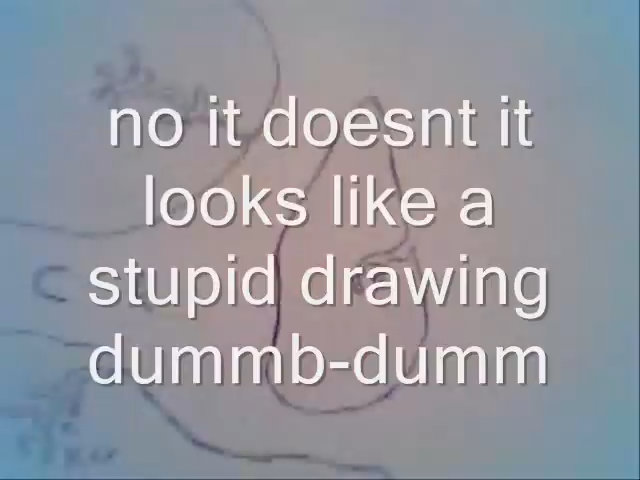 no it doesnt it
looks like a
stupid drawing
dummb-dumm